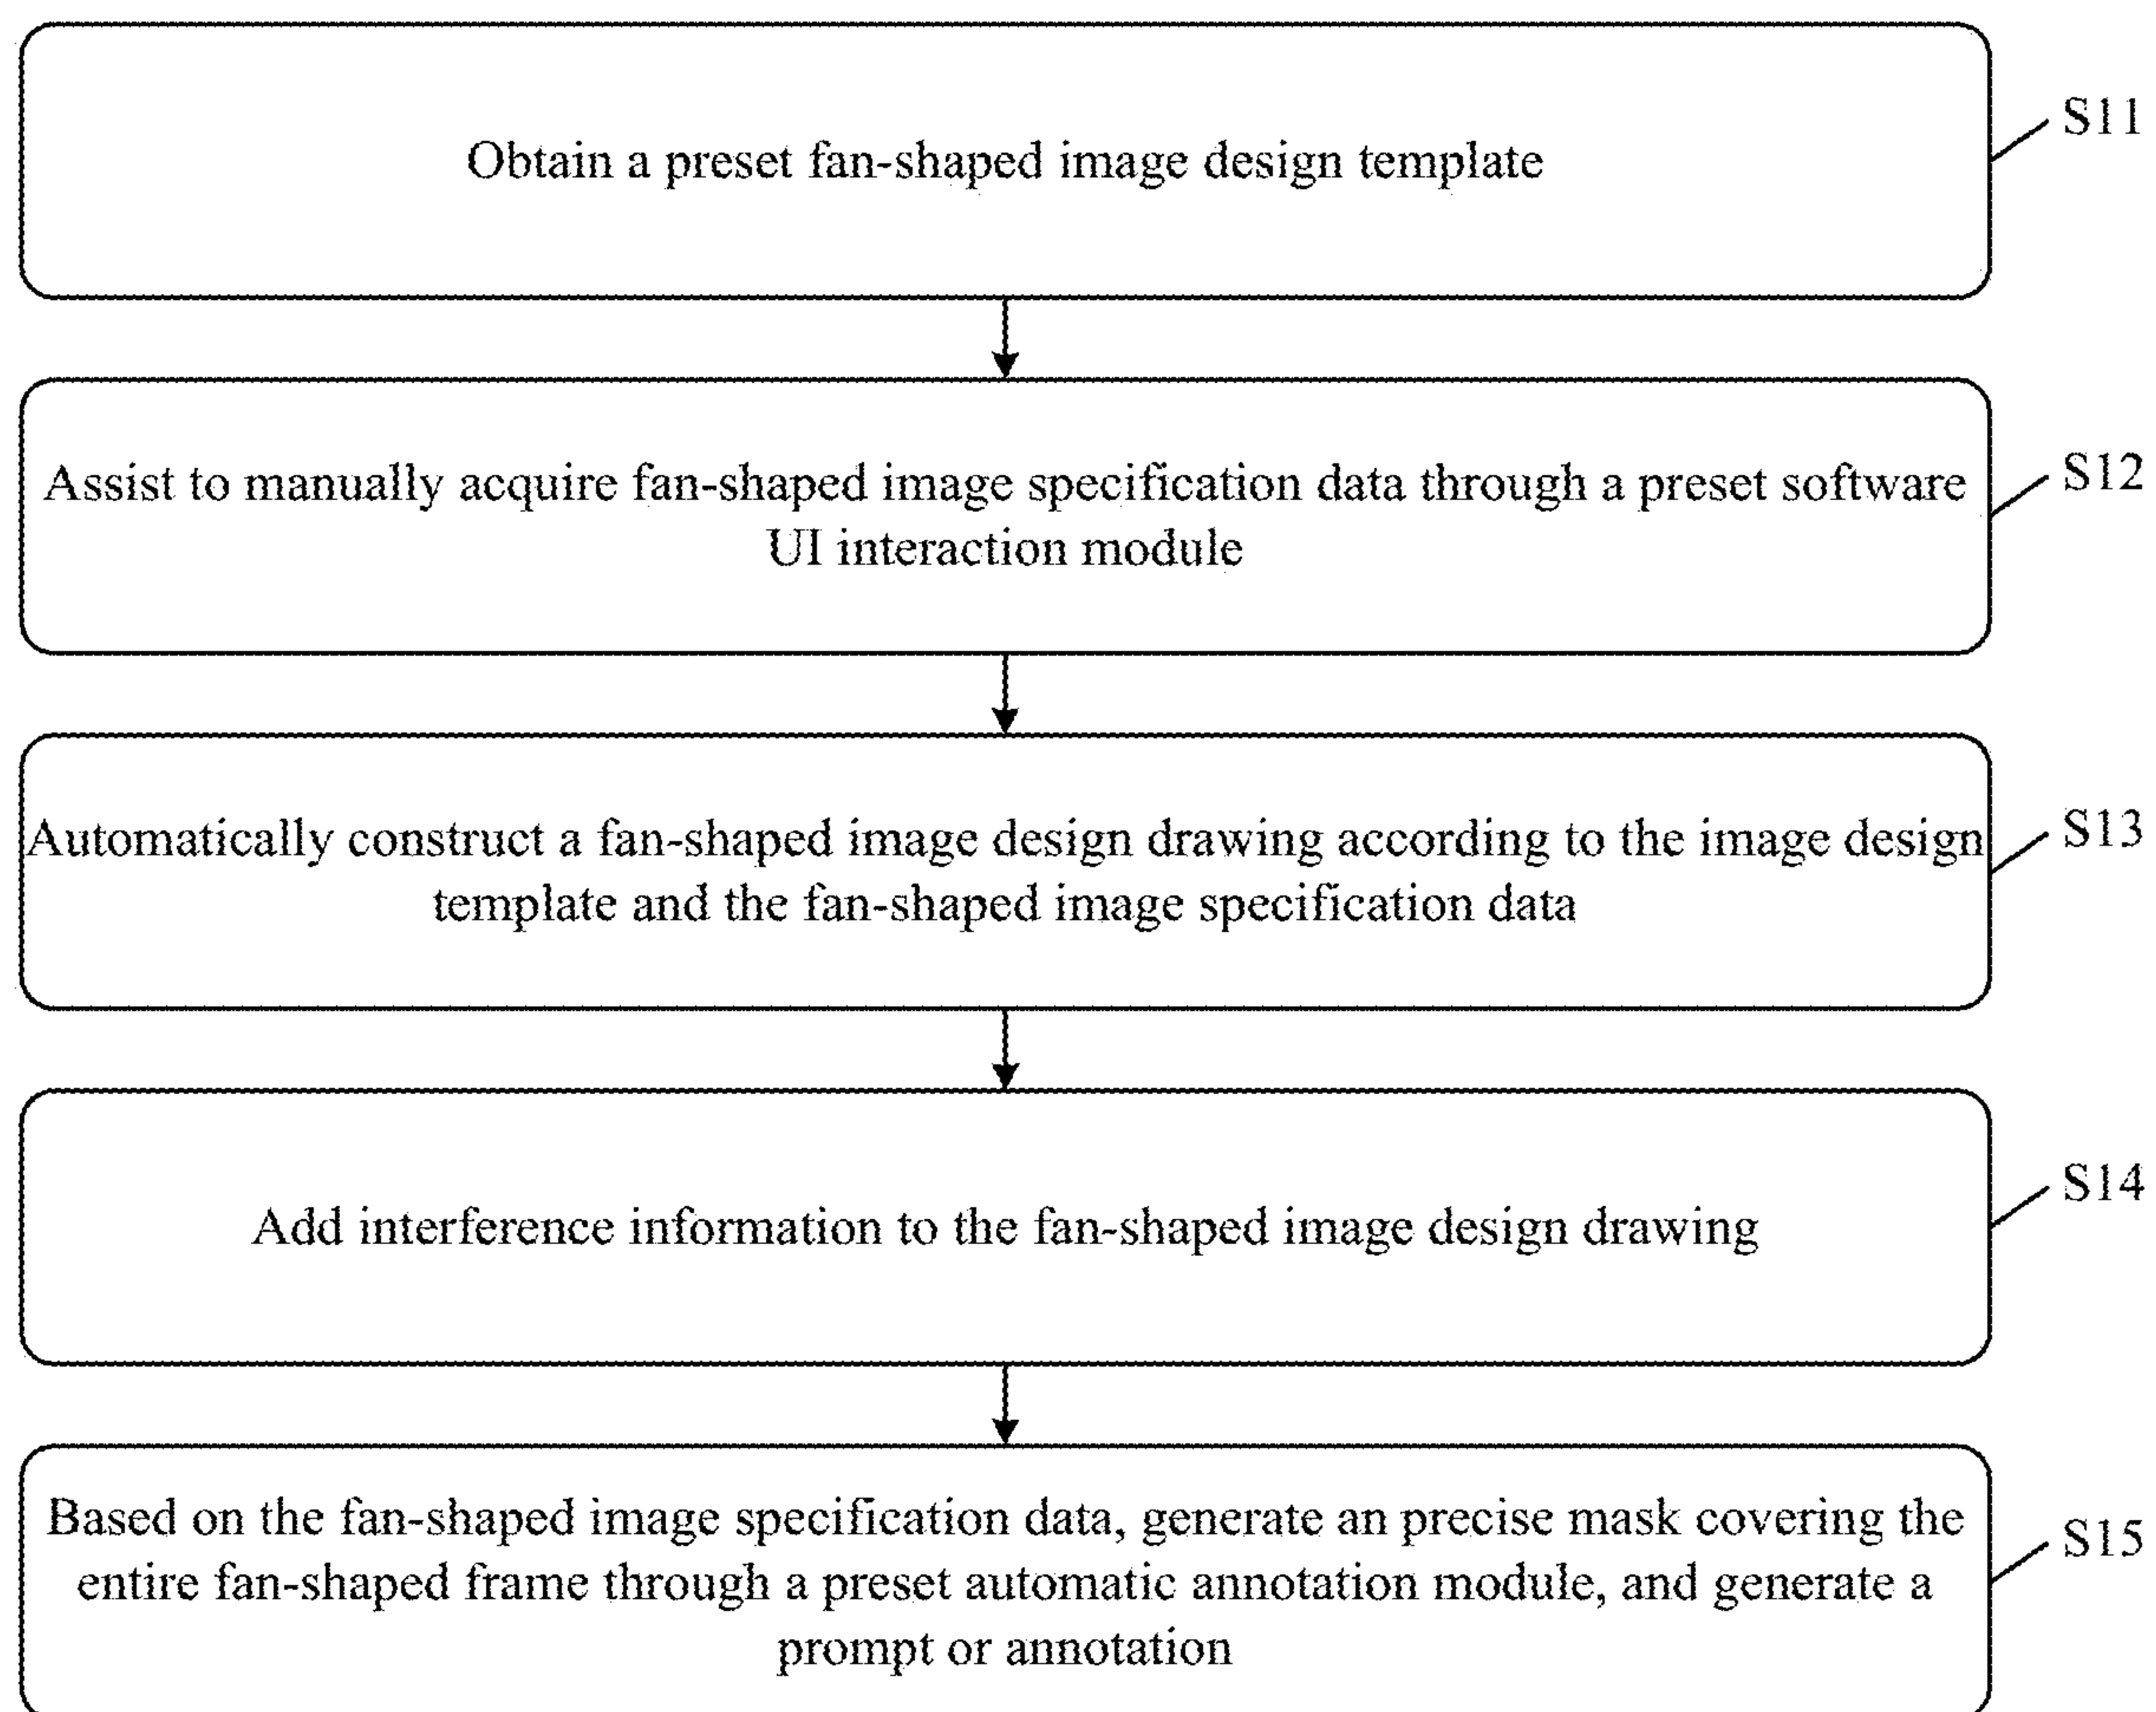 Obtain a preset fan-shaped image design template
S11
Assist to manually acquire fan-shaped image specification data through a preset software
UI interaction module
S12
Automatically construct a fan-shaped image design drawing according to the image design
template and the fan-shaped image specification data
S13
Add interference information to the fan-shaped image design drawing
S14
Based on the fan-shaped image specification data, generate an precise mask covering the
entire fan-shaped frame through a preset automatic annotation module, and generate a
prompt or annotation
S15